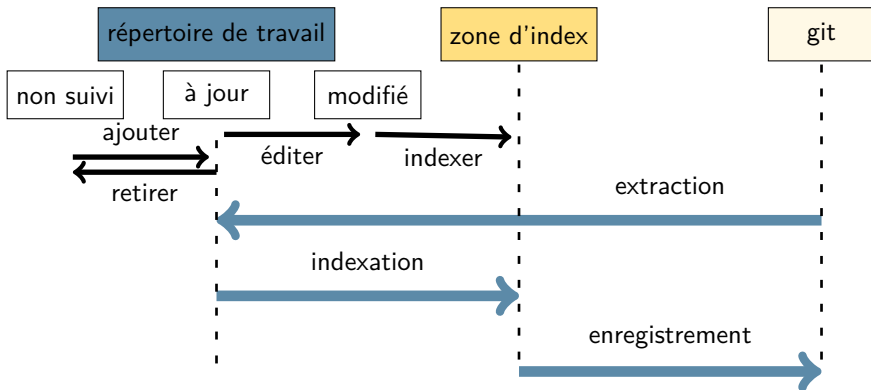 répertoire de travail
zone d'index
git
non suivi
à jour
modifié
ajouter
éditer
indexer
retirer
extraction
indexation
enregistrement